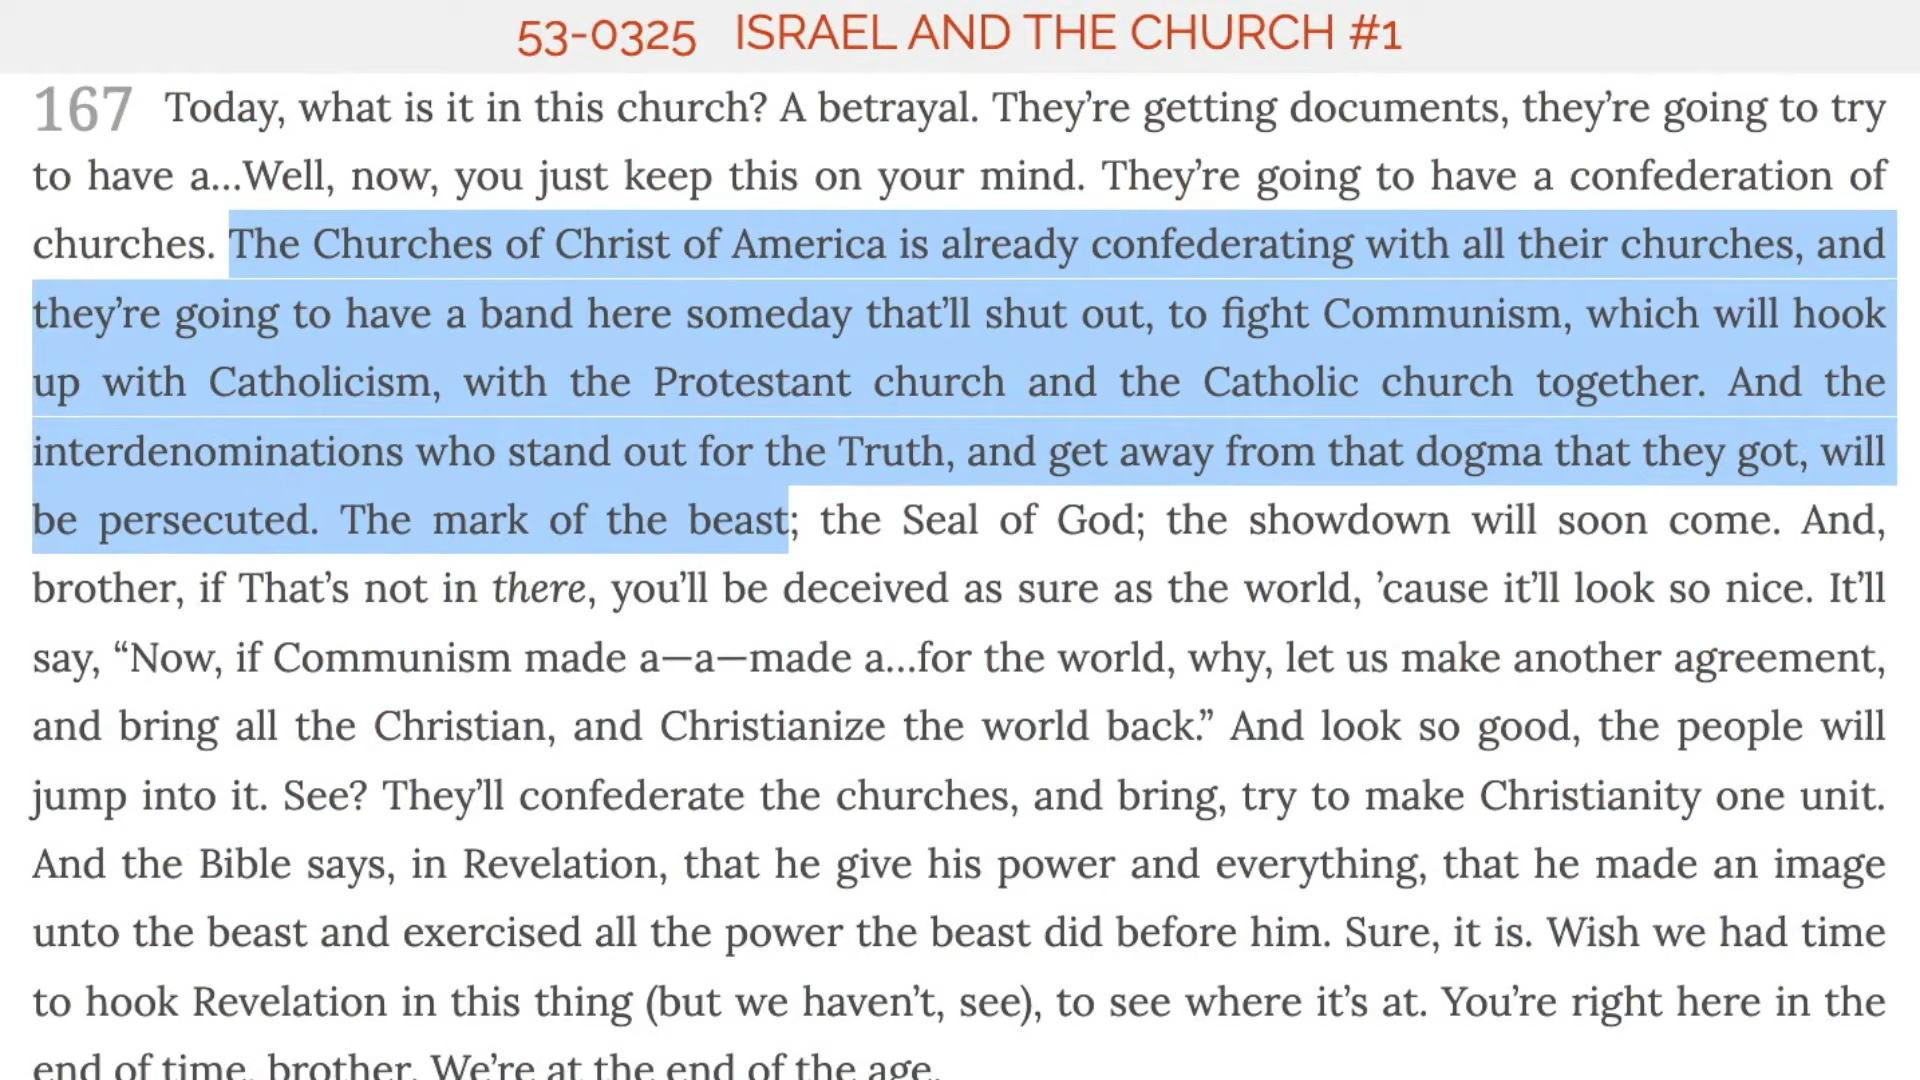 53-0325 ISRAEL AND THE CHURCH #1
167 Today, what is it in this church? A betrayal. They’re getting documents, they’re going to try
to have a...Well, now, you just keep this on your mind. They’re going to have a confederation of
churches. The Churches of Christ of America is already confederating with all their churches, and
they’re going to have a band here someday that’ll shut out, to fight Communism, which will hook
up with Catholicism, with the Protestant church and the Catholic church together. And the
interdenominations who stand out for the Truth, and get away from that dogma that they got, will
be persecuted. The mark of the beast; the Seal of God; the showdown will soon come. And,
brother, if That’s not in there, you’ll be deceived as sure as the world, ’cause it’ll look so nice. It’ll
say, “Now, if Communism made a—a—made a...for the world, why, let us make another agreement,
and bring all the Christian, and Christianize the world back.” And look so good, the people will
jump into it. See? They’ll confederate the churches, and bring, try to make Christianity one unit.
And the Bible says, in Revelation, that he give his power and everything, that he made an image
unto the beast and exercised all the power the beast did before him. Sure, it is. Wish we had time
to hook Revelation in this thing (but we haven’t, see), to see where it’s at. You’re right here in the
end of time, brother. We’re at the end of the age.